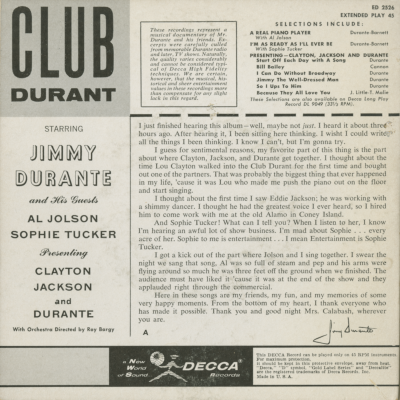 CLUB
DURANT
STARRING
JIMMY
DURANTE
and His Guests
AL JOLSON
SOPHIE TUCKER
Presenting
CLAYTON
JACKSON
and
DURANTE
With Orchestra Directed by Roy Bargy
These recordings represent a
musical documentary of Mr.
Durante and his friends. Ex-
cerpts were carefully culled
from memorable Durante radio
and later, TV shows. Naturally,
the quality varies considerably
and cannot be considered typi-
cal of Decca High Fidelity
techniques. We are certain,
however, that the musical, his-
torical and sheer entertainment
values in these recordings more
than compensate for any slight
lack in this regard.
ED 2526
EXTENDED PLAY 45
SELECTIONS INCLUDE:
A REAL PIANO PLAYER Durante-Barnett
With Al Jolson
I'M AS READY AS I'LL EVER BE Durante-Barnett
With Sophie Tucker
PRESENTING—CLAYTON, JACKSON AND DURANTE
Start Off Each Day with A Song Durante
Bill Bailey Cannon
I Can Do Without Broadway Durante
Jimmy The Well-Dressed Man Durante
So I Ups To Him Durante
Because They All Love You J. Little-T. Malie
These Selections are also available on Decca Long Play
Record DL 9049 (33⅓ RPM).
I just finished hearing this album—well, maybe not just. I heard it about three
hours ago. After hearing it, I been sitting here thinking. I wisht I could write
all the things I been thinking. I know I can't, but I'm gonna try.
I guess for sentimental reasons, my favorite part of this thing is the part
about where Clayton, Jackson, and Durante get together. I thought about the
time Lou Clayton walked into the Club Durant for the first time and bought
out one of the partners. That was probably the biggest thing that ever happened
in my life, 'cause it was Lou who made me push the piano out on the floor
and start singing.
I thought about the first time I saw Eddie Jackson; he was working with
a shimmy dancer. I thought he had the greatest voice I ever heard, so I hired
him to come work with me at the old Alamo in Coney Island.
And Sophie Tucker? What can I tell you? When I listen to her, I know
I'm hearing an awful lot of show business. I'm mad about Sophie . . . every
acre of her. Sophie to me is entertainment . . . I mean Entertainment is Sophie
Tucker.
I got a kick out of the part where Jolson and I sing together. I swear the
night we sang that song, Al was so full of steam and pep and his arms were
flying around so much he was three feet off the ground when we finished. The
audience must have liked it 'cause it was at the end of the show and they
applauded right through the commercial.
Here in these songs are my friends, my fun, and my memories of some
very happy moments. From the bottom of my heart, I thank everyone who
has made it possible. Thank you and good night Mrs. Calabash, wherever
you are.
Jimmy Durante
A
a New
World
of Sound
DECCA
Records
This DECCA Record can be played only on 45 RPM instruments.
For maximum protection,
it should be kept in this protective envelope, away from heat.
"Decca," "D" symbol, "Gold Label Series" and "Deccalite"
are the registered trademarks of Decca Records, Inc.
Made in U.S.A.